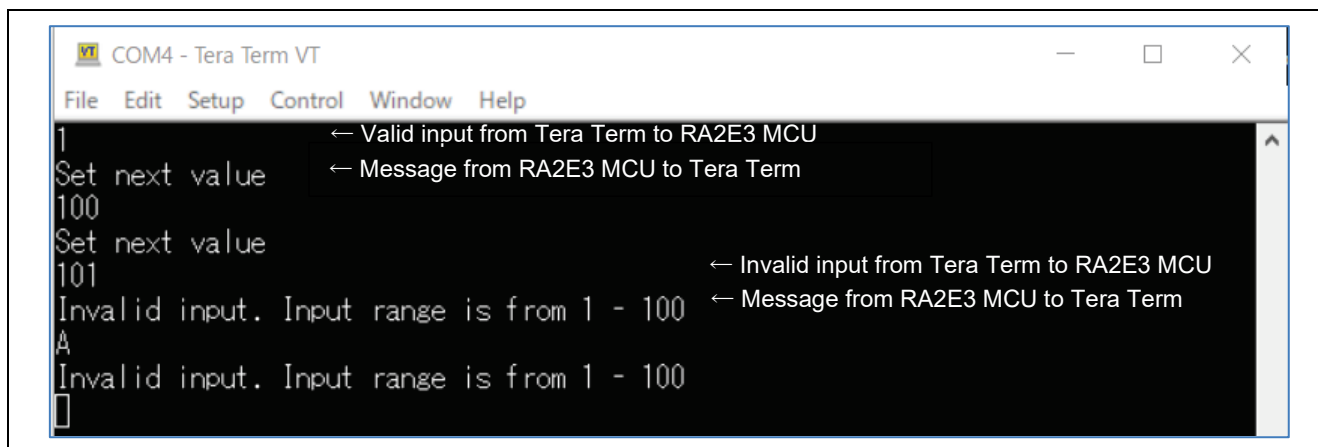 COM4 - Tera Term VT
File Edit Setup Control Window Help
1 ← Valid input from Tera Term to RA2E3 MCU
Set next value ← Message from RA2E3 MCU to Tera Term
100
Set next value
101 ← Invalid input from Tera Term to RA2E3 MCU
Invalid input. Input range is from 1 - 100 ← Message from RA2E3 MCU to Tera Term
A
Invalid input. Input range is from 1 - 100